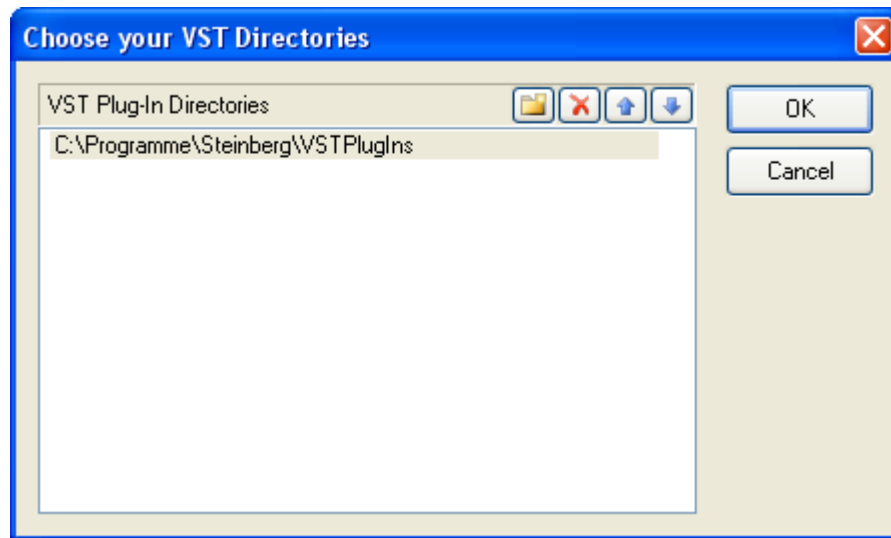 Choose your VST Directories
VST Plug-In Directories
OK
C:\Programme\Steinberg\VSTPlugIns
Cancel